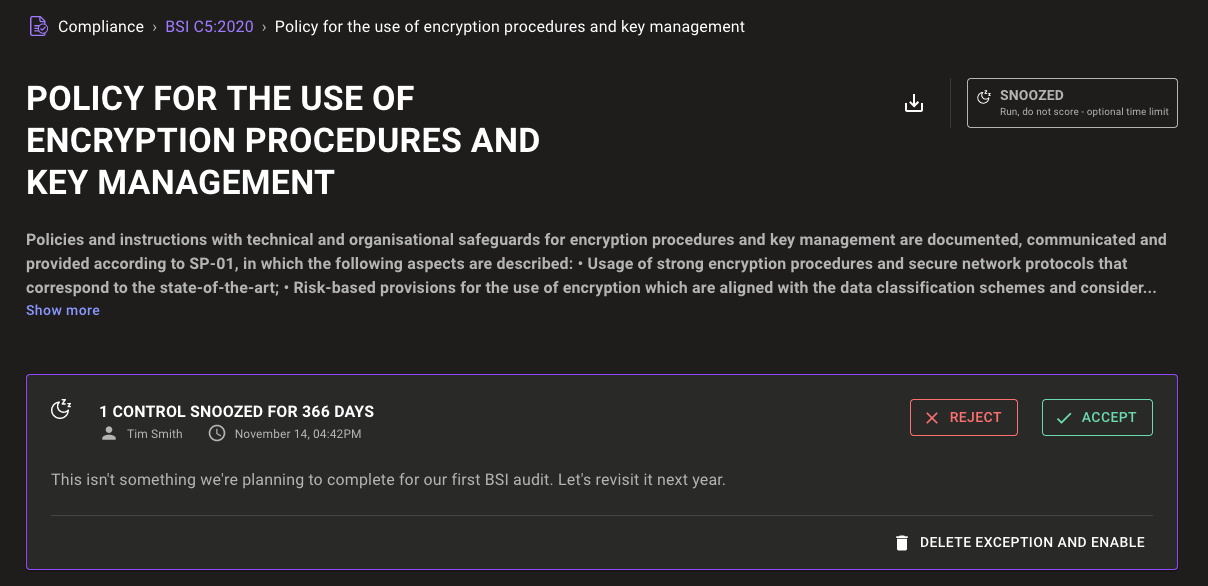 Compliance › BSI C5:2020 › Policy for the use of encryption procedures and key management
POLICY FOR THE USE OF
ENCRYPTION PROCEDURES AND
KEY MANAGEMENT
SNOOZED
Run, do not score - optional time limit
Policies and instructions with technical and organisational safeguards for encryption procedures and key management are documented, communicated and
provided according to SP-01, in which the following aspects are described: • Usage of strong encryption procedures and secure network protocols that
correspond to the state-of-the-art; • Risk-based provisions for the use of encryption which are aligned with the data classification schemes and consider...
Show more
1 CONTROL SNOOZED FOR 366 DAYS
Tim Smith November 14, 04:42PM
REJECT
ACCEPT
This isn't something we're planning to complete for our first BSI audit. Let's revisit it next year.
DELETE EXCEPTION AND ENABLE